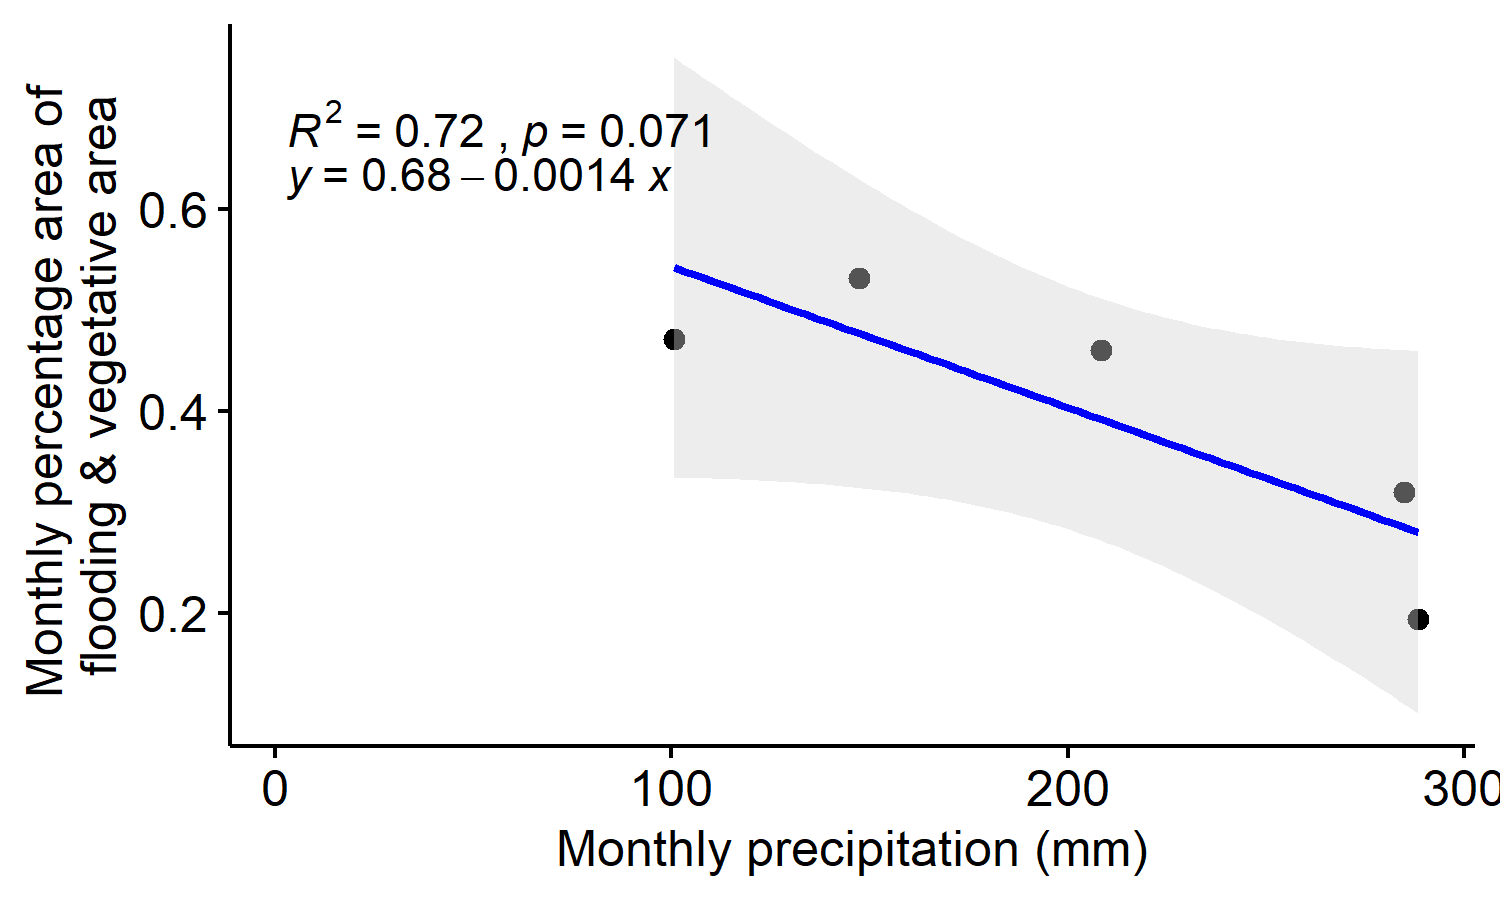 Monthly percentage area of
flooding & vegetative area
R² = 0.72 , p = 0.071
y = 0.68 – 0.0014 x
0.6
0.4
0.2
0
100
200
300
Monthly precipitation (mm)